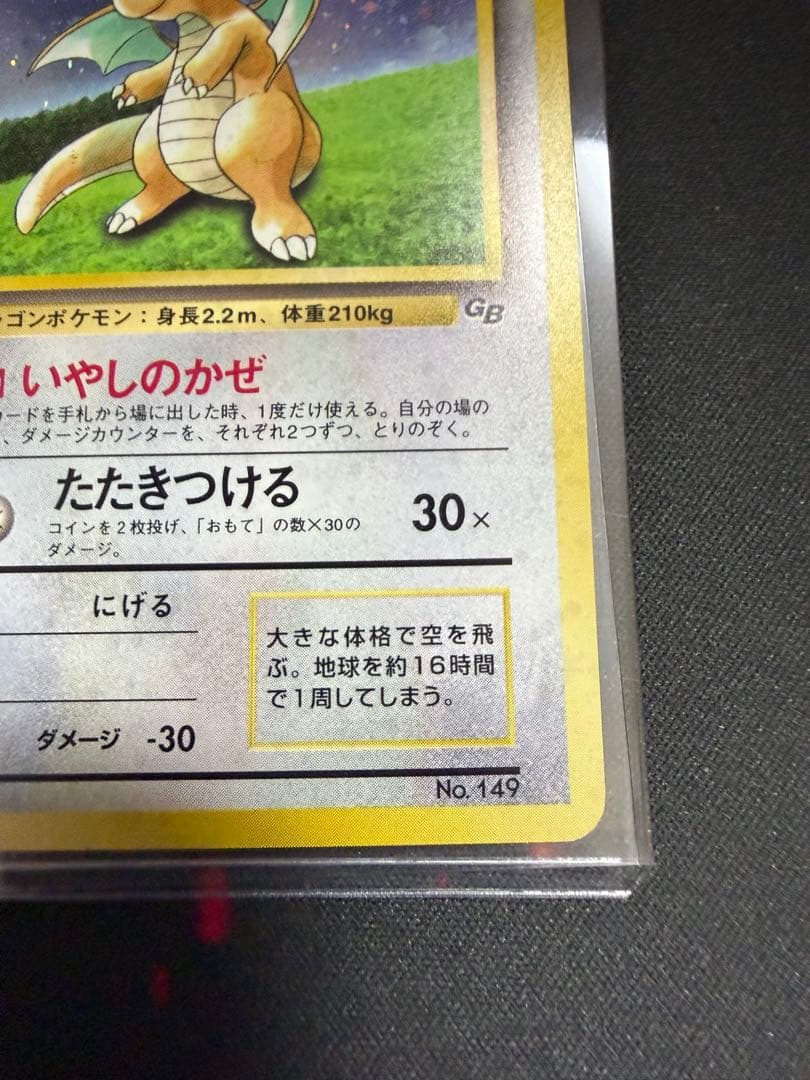 ゴンポケモン：身長2.2m、体重210kg
GB
いやしのかぜ
ードを手札から場に出した時、1度だけ使える。自分の場の
、ダメージカウンターを、それぞれ2つずつ、とりのぞく。
たたきつける
30×
コインを2枚投げ、「おもて」の数×30の
ダメージ。
にげる
大きな体格で空を飛
ぶ。地球を約16時間
で1周してしまう。
ダメージ -30
No. 149